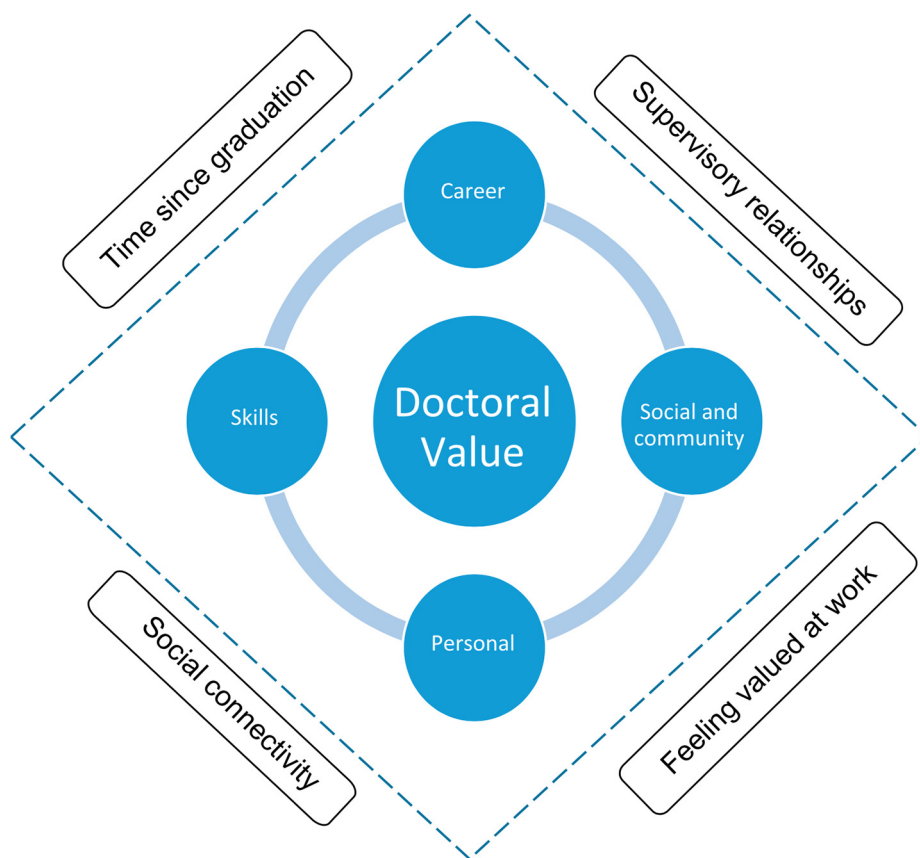 Time since graduation
Supervisory relationships
Career
Skills
Doctoral
Value
Social and
community
Personal
Social connectivity
Feeling valued at work